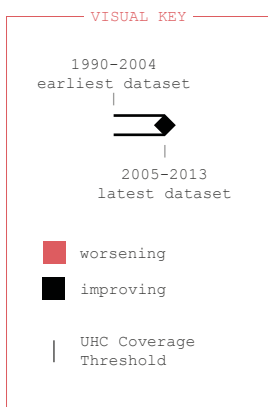 VISUAL KEY
1990-2004
earliest dataset
2005-2013
latest dataset
worsening
improving
UHC Coverage
Threshold